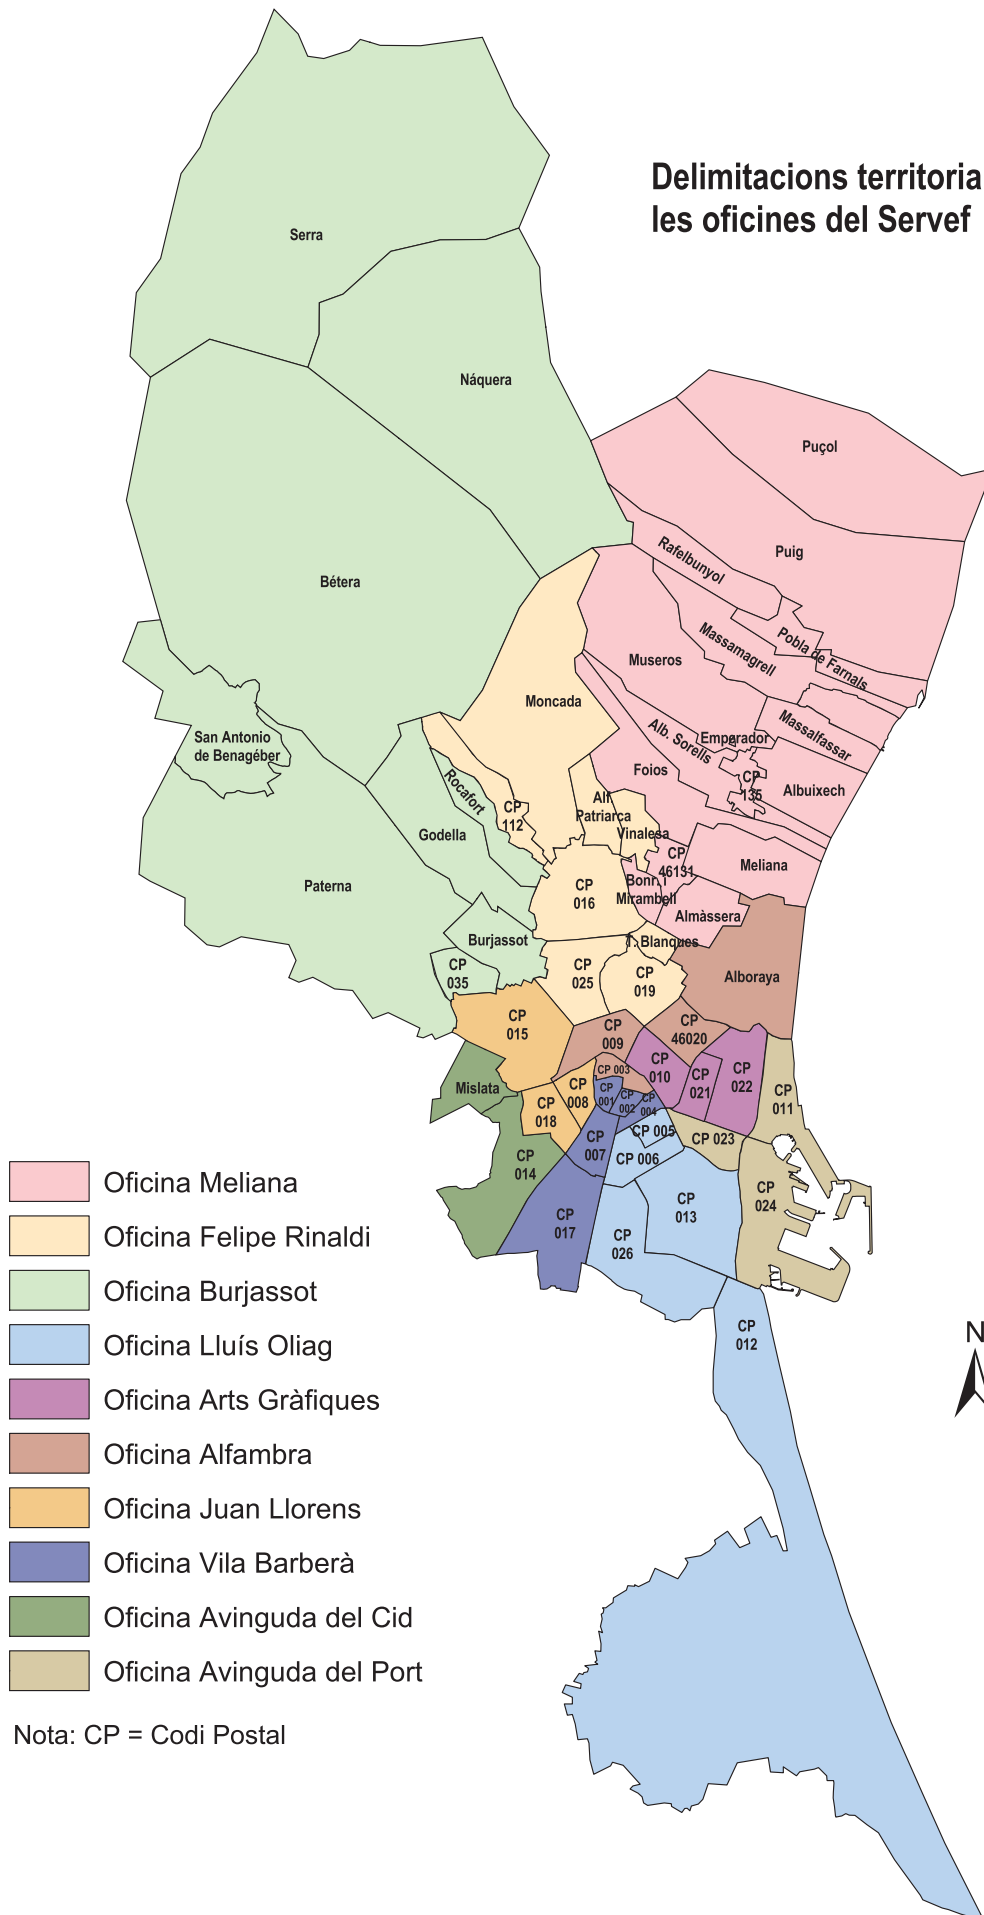 Delimitacions territoria
les oficines del Servef
Serra
Náquera
Puçol
Puig
Rafelbunyol
Bétera
Pobla de Farnals
Massamagrell
Museros
Moncada
Massalfassar
Emperador
Alb. Sorells
San Antonio
de Benagéber
Foios
CP
135
Albuixech
Rocafort
CP
112
Alf.
Patriarca
Vinalesa
Godella
CP
46131
Meliana
Paterna
CP
016
Bonr. i
Mirambell
Almàssera
Burjassot
T. Blanques
CP
035
CP
025
CP
019
Alboraya
CP
015
CP
009
CP
46020
CP
010
CP
021
CP
022
CP 003
Mislata
CP
008
CP
001
CP
002
CP
004
CP
011
CP
018
CP 005
CP 023
CP
007
CP 006
CP
014
CP
024
CP
013
CP
017
CP
026
CP
012
N
Oficina Meliana
Oficina Felipe Rinaldi
Oficina Burjassot
Oficina Lluís Oliag
Oficina Arts Gràfiques
Oficina Alfambra
Oficina Juan Llorens
Oficina Vila Barberà
Oficina Avinguda del Cid
Oficina Avinguda del Port
Nota: CP = Codi Postal